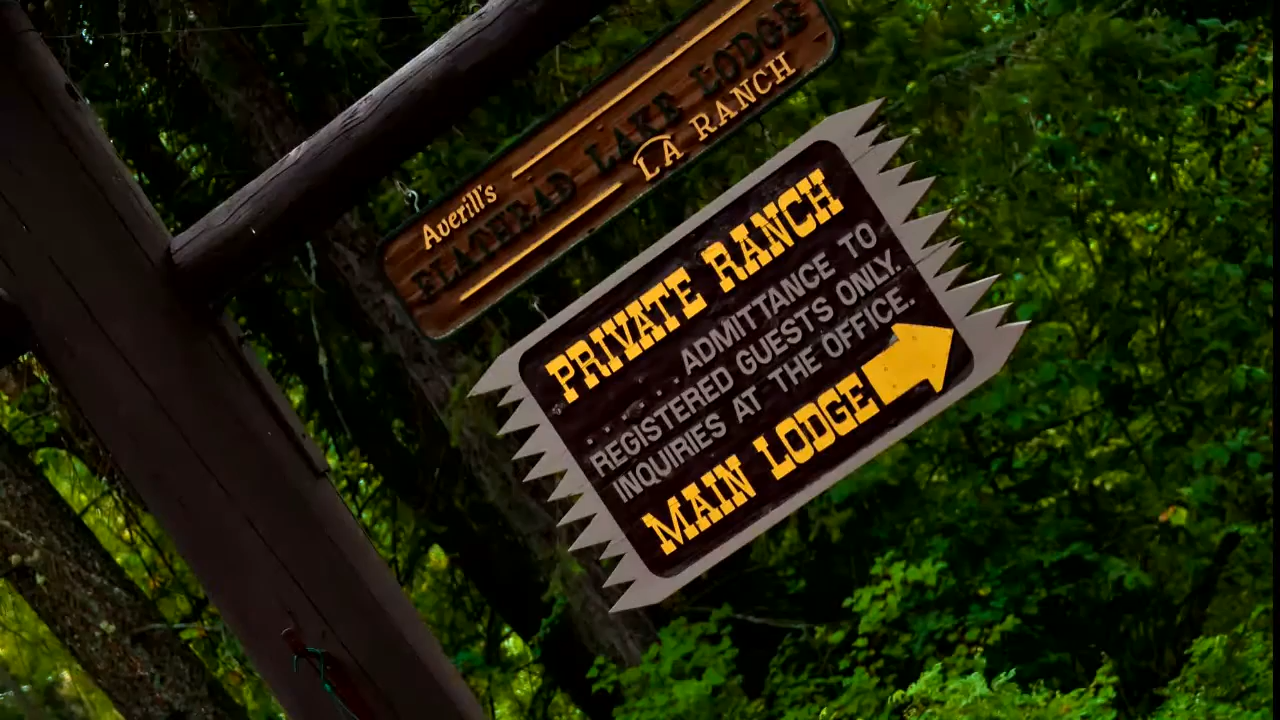 Averill's
FLATHEAD LAKE LODGE
LA RANCH
PRIVATE RANCH
.....ADMITTANCE TO
REGISTERED GUESTS ONLY.
INQUIRIES AT THE OFFICE.
MAIN LODGE